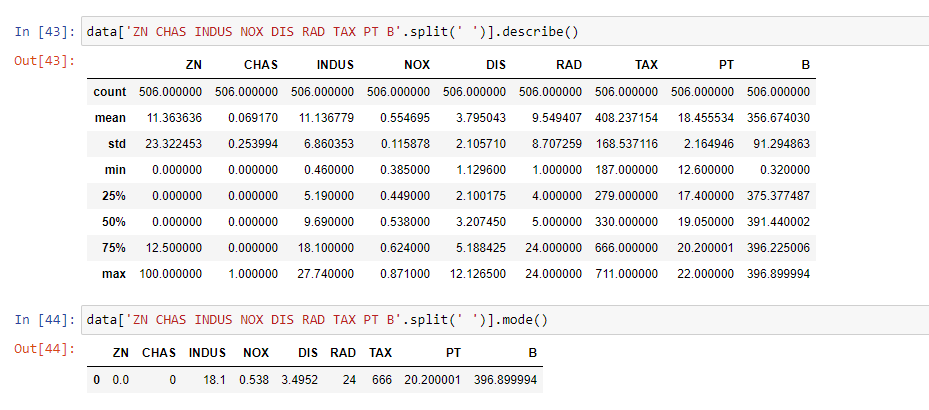 In [43]: data['ZN CHAS INDUS NOX DIS RAD TAX PT B'.split(' ')].describe()
Out[43]:
ZN CHAS INDUS NOX DIS RAD TAX PT B
count 506.000000 506.000000 506.000000 506.000000 506.000000 506.000000 506.000000 506.000000 506.000000
mean 11.363636 0.069170 11.136779 0.554695 3.795043 9.549407 408.237154 18.455534 356.674030
std 23.322453 0.253994 6.860353 0.115878 2.105710 8.707259 168.537116 2.164946 91.294863
min 0.000000 0.000000 0.460000 0.385000 1.129600 1.000000 187.000000 12.600000 0.320000
25% 0.000000 0.000000 5.190000 0.449000 2.100175 4.000000 279.000000 17.400000 375.377487
50% 0.000000 0.000000 9.690000 0.538000 3.207450 5.000000 330.000000 19.050000 391.440002
75% 12.500000 0.000000 18.100000 0.624000 5.188425 24.000000 666.000000 20.200001 396.225006
max 100.000000 1.000000 27.740000 0.871000 12.126500 24.000000 711.000000 22.000000 396.899994
In [44]: data['ZN CHAS INDUS NOX DIS RAD TAX PT B'.split(' ')].mode()
Out[44]:
ZN CHAS INDUS NOX DIS RAD TAX PT B
0 0.0 0 18.1 0.538 3.4952 24 666 20.200001 396.899994